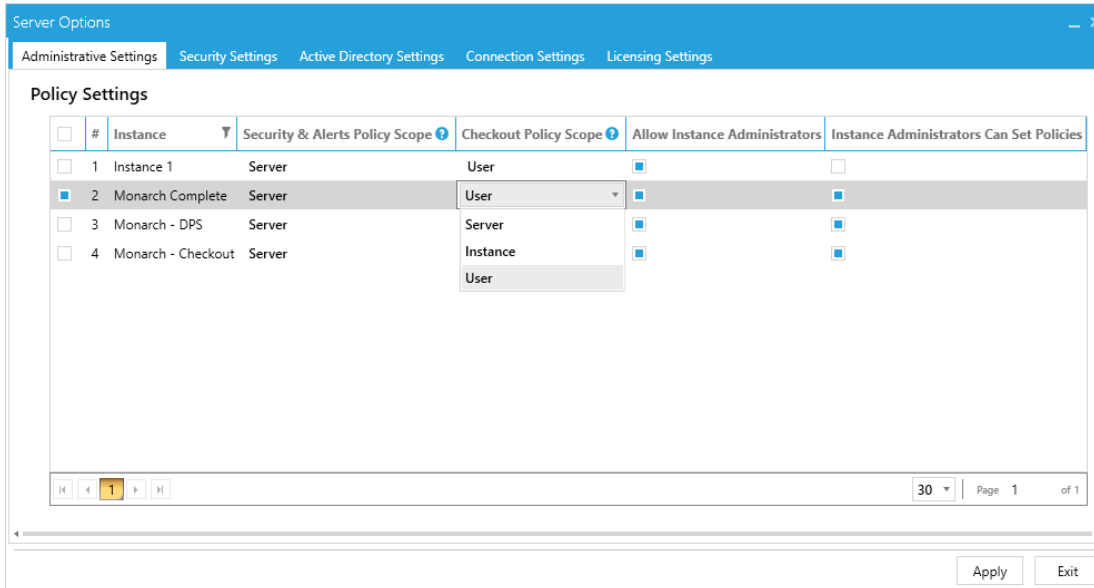 Server Options
Administrative Settings Security Settings Active Directory Settings Connection Settings Licensing Settings
Policy Settings
# Instance Security & Alerts Policy Scope ? Checkout Policy Scope ? Allow Instance Administrators Instance Administrators Can Set Policies
1 Instance 1 Server User
2 Monarch Complete Server User
3 Monarch - DPS Server Server
4 Monarch - Checkout Server Instance
User
1 30 Page 1 of 1
Apply Exit